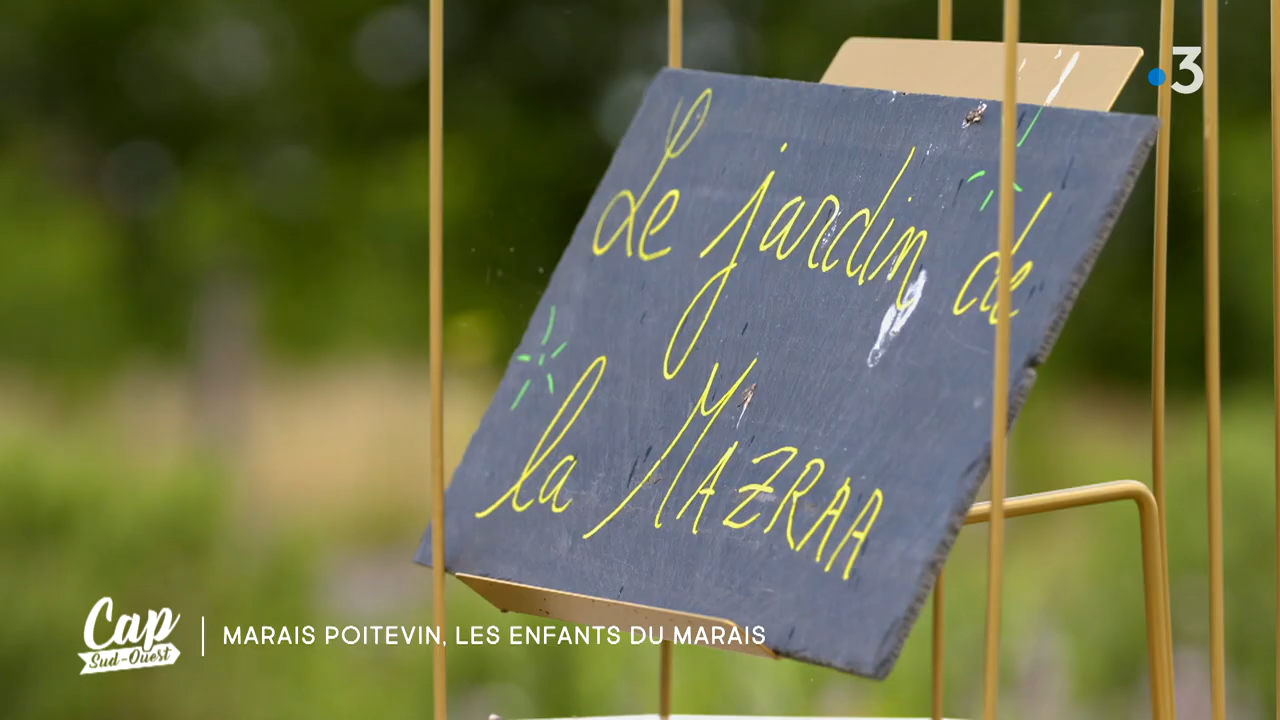 3
Le jardin de
la MAZRAA
Cap
Sud-Ouest
MARAIS POITEVIN, LES ENFANTS DU MARAIS